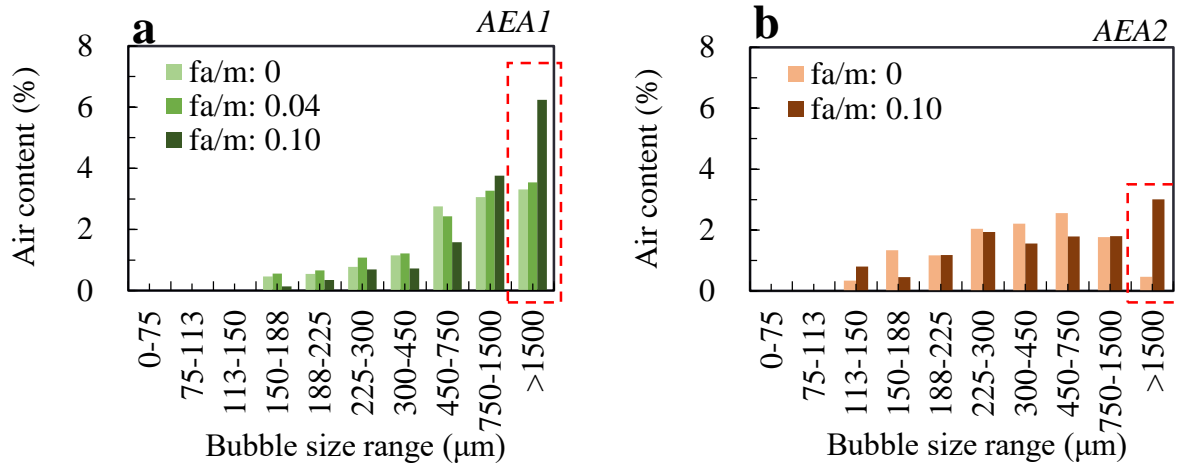 a
AEA1
8
6
4
2
0
Air content (%)
fa/m: 0
fa/m: 0.04
fa/m: 0.10
0-75
75-113
113-150
150-188
188-225
225-300
300-450
450-750
750-1500
>1500
Bubble size range (μm)
b
AEA2
8
6
4
2
0
Air content (%)
fa/m: 0
fa/m: 0.10
0-75
75-113
113-150
150-188
188-225
225-300
300-450
450-750
750-1500
>1500
Bubble size range (μm)